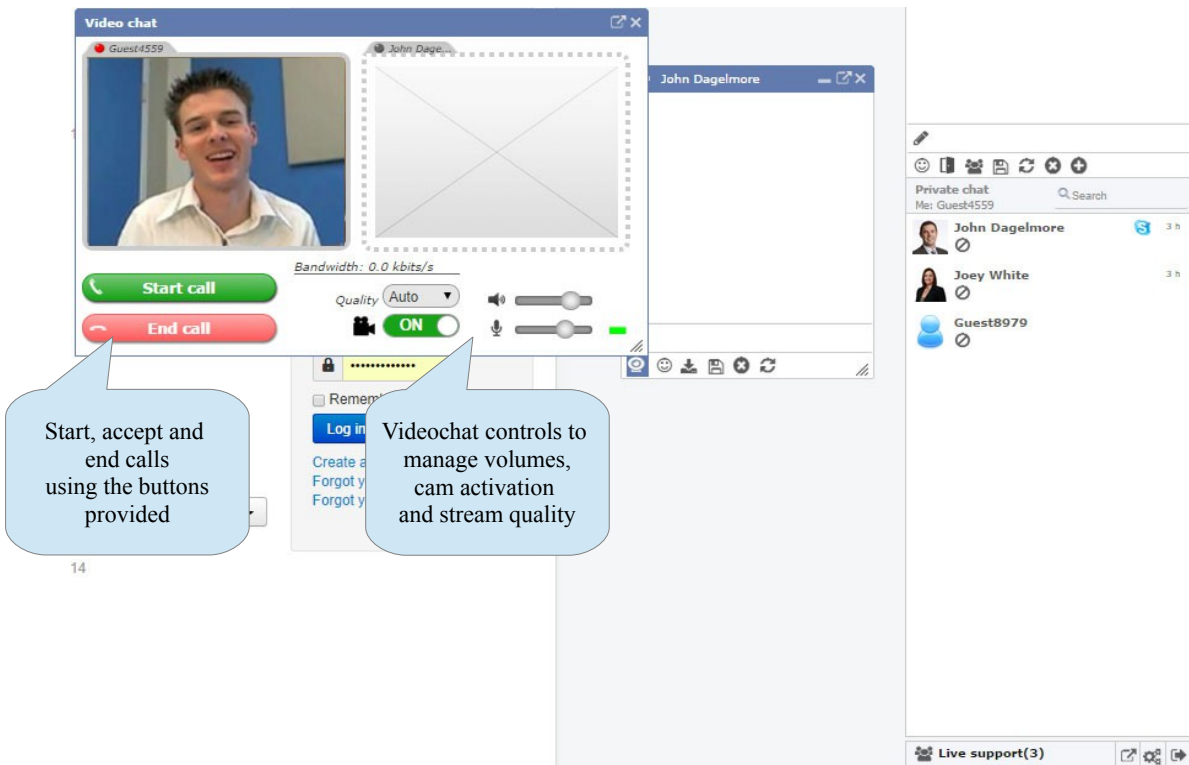 Video chat
Guest4559
John Dage...
John Dagelmore
Bandwidth: 0.0 kbits/s
Start call
Quality Auto
End call
ON
•••••••••••••
Remem
Log in
Create a
Forgot y
Forgot y
Start, accept and
end calls
using the buttons
provided
Videochat controls to
manage volumes,
cam activation
and stream quality
14
Private chat
Search
Me: Guest4559
John Dagelmore
3 h
Joey White
3 h
Guest8979
Live support(3)